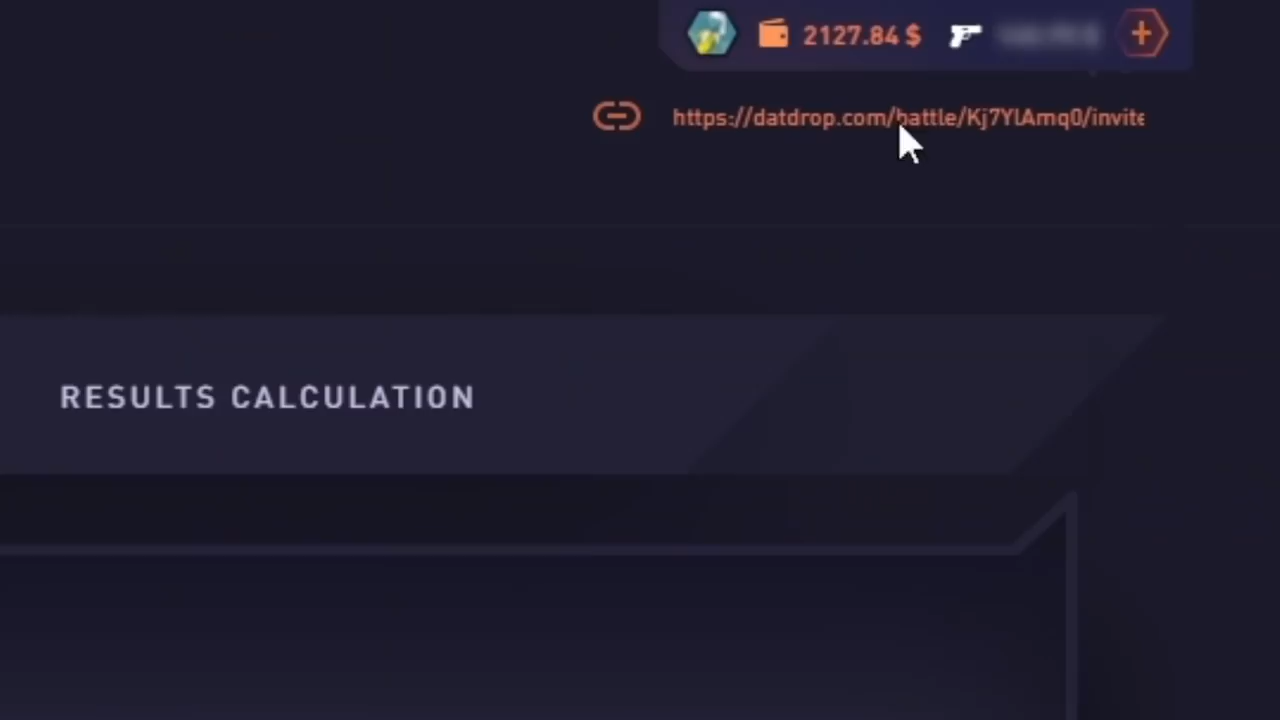 2127.84 $
https://datdrop.com/battle/Kj7YlAmq0/invite
RESULTS CALCULATION